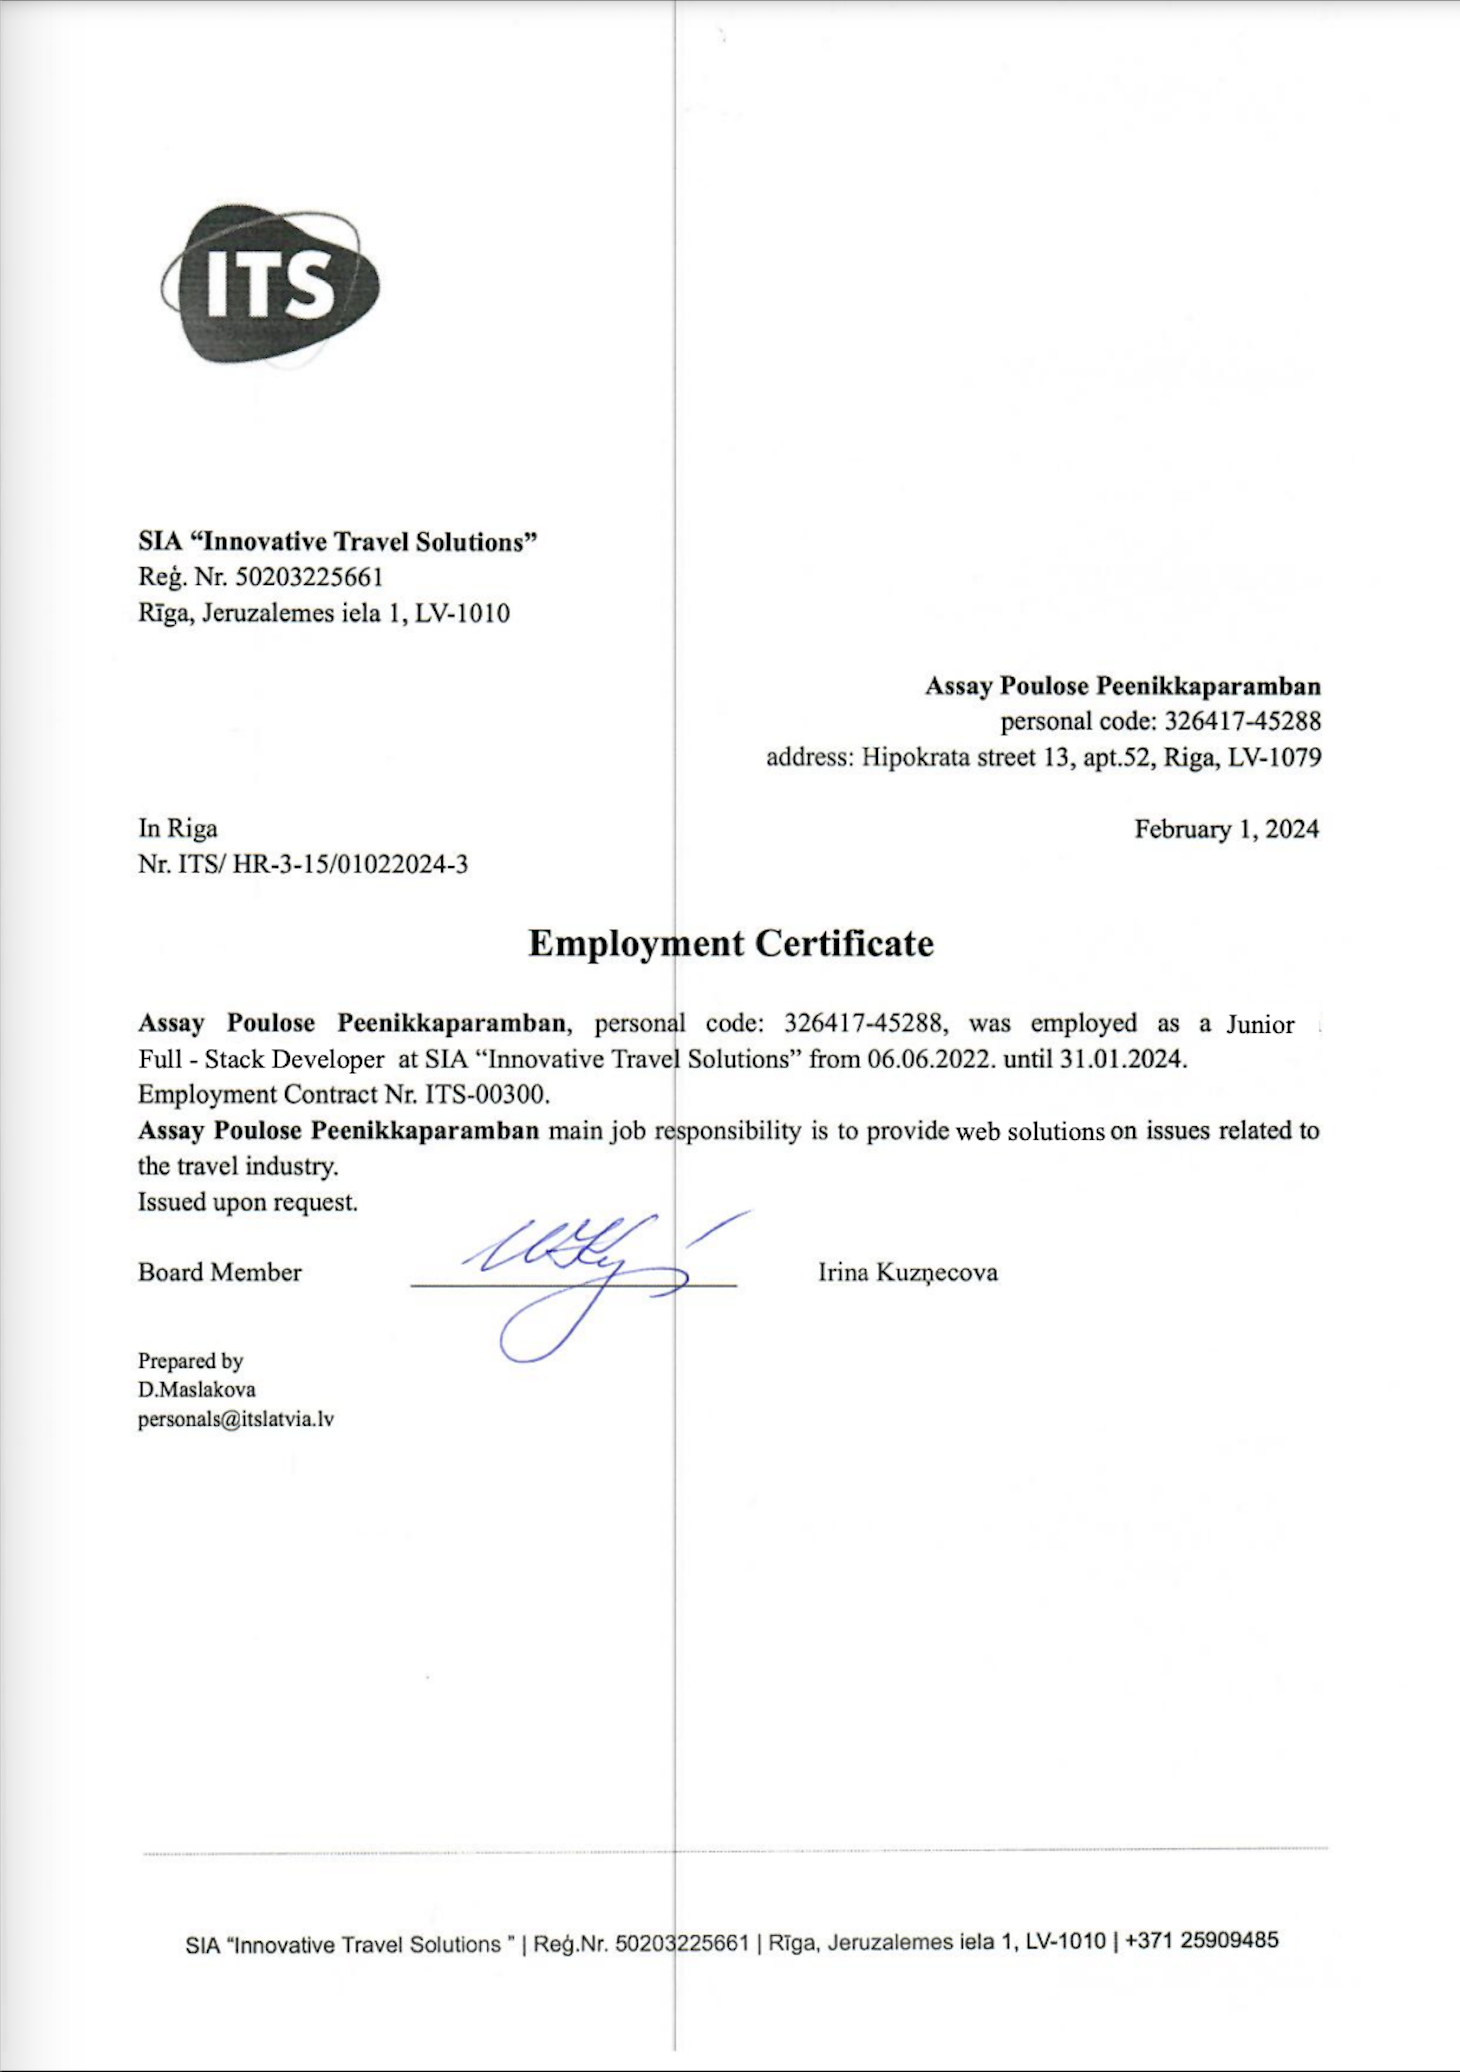 ITS
SIA “Innovative Travel Solutions”
Reģ. Nr. 50203225661
Rīga, Jeruzalemes iela 1, LV-1010
Assay Poulose Peenikkaparamban
personal code: 326417-45288
address: Hipokrata street 13, apt.52, Riga, LV-1079
In Riga
February 1, 2024
Nr. ITS/ HR-3-15/01022024-3
Employment Certificate
Assay Poulose Peenikkaparamban, personal code: 326417-45288, was employed as a Junior
Full - Stack Developer at SIA “Innovative Travel Solutions” from 06.06.2022. until 31.01.2024.
Employment Contract Nr. ITS-00300.
Assay Poulose Peenikkaparamban main job responsibility is to provide web solutions on issues related to
the travel industry.
Issued upon request.
Board Member
Irina Kuzņecova
Prepared by
D.Maslakova
personals@itslatvia.lv
SIA “Innovative Travel Solutions ” | Reģ.Nr. 50203225661 | Rīga, Jeruzalemes iela 1, LV-1010 | +371 25909485